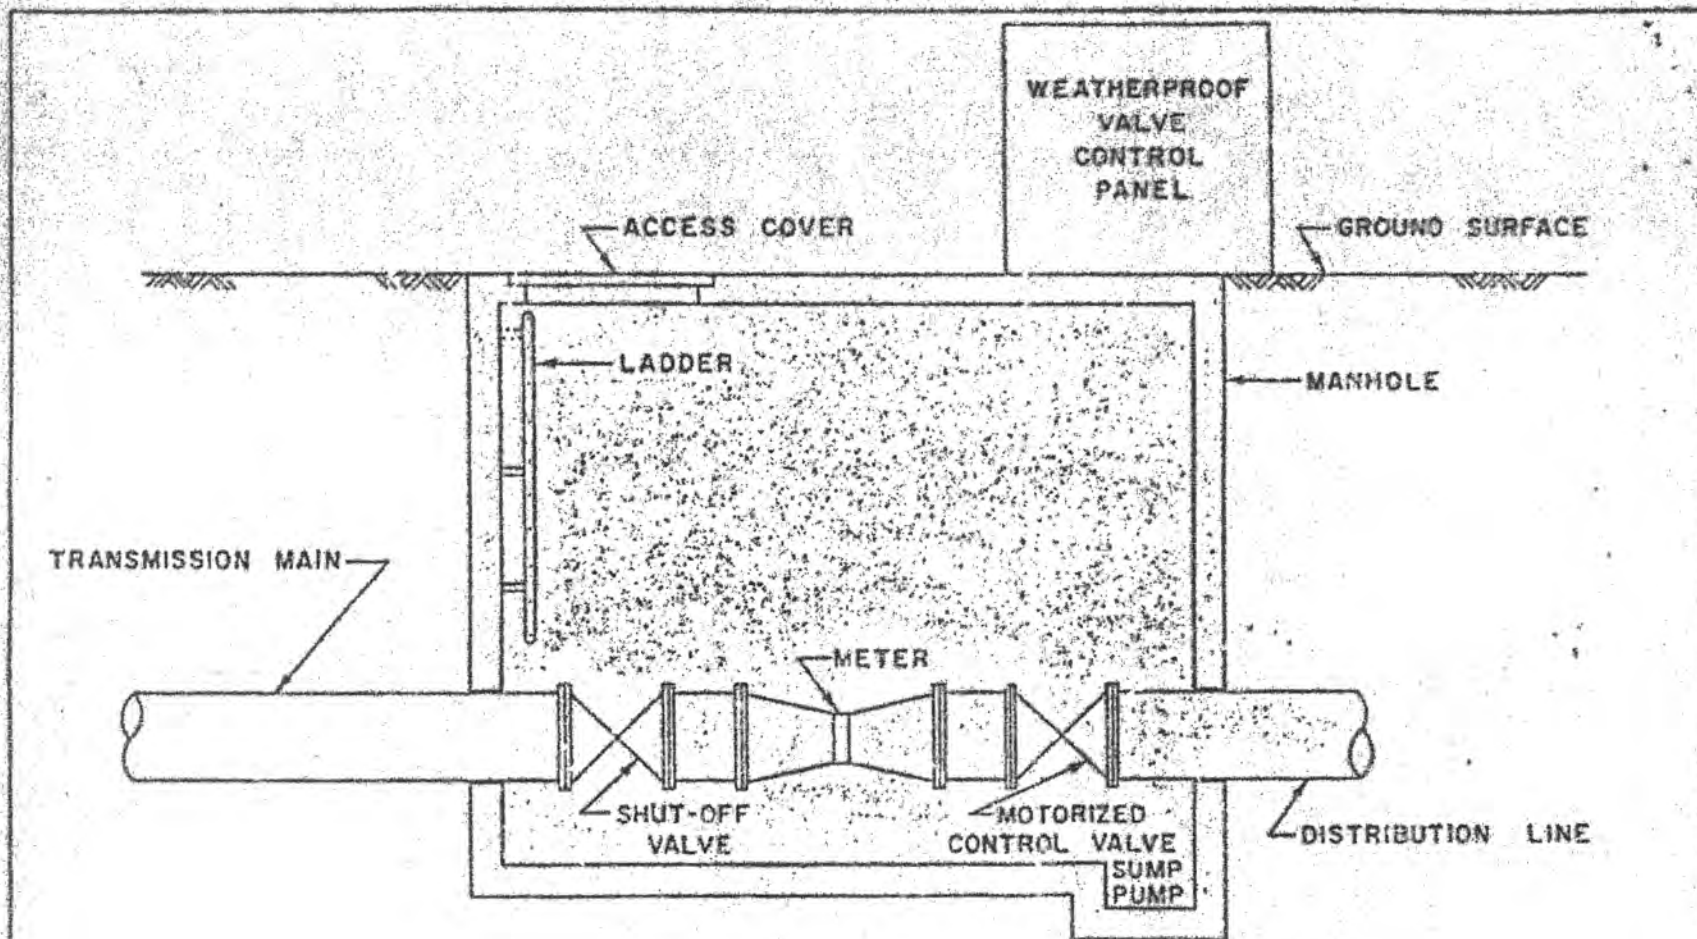 WEATHERPROOF
VALVE
CONTROL
PANEL
ACCESS COVER
GROUND SURFACE
LADDER
MANHOLE
TRANSMISSION MAIN
METER
SHUT-OFF
VALVE
MOTORIZED
CONTROL VALVE
DISTRIBUTION LINE
SUMP
PUMP